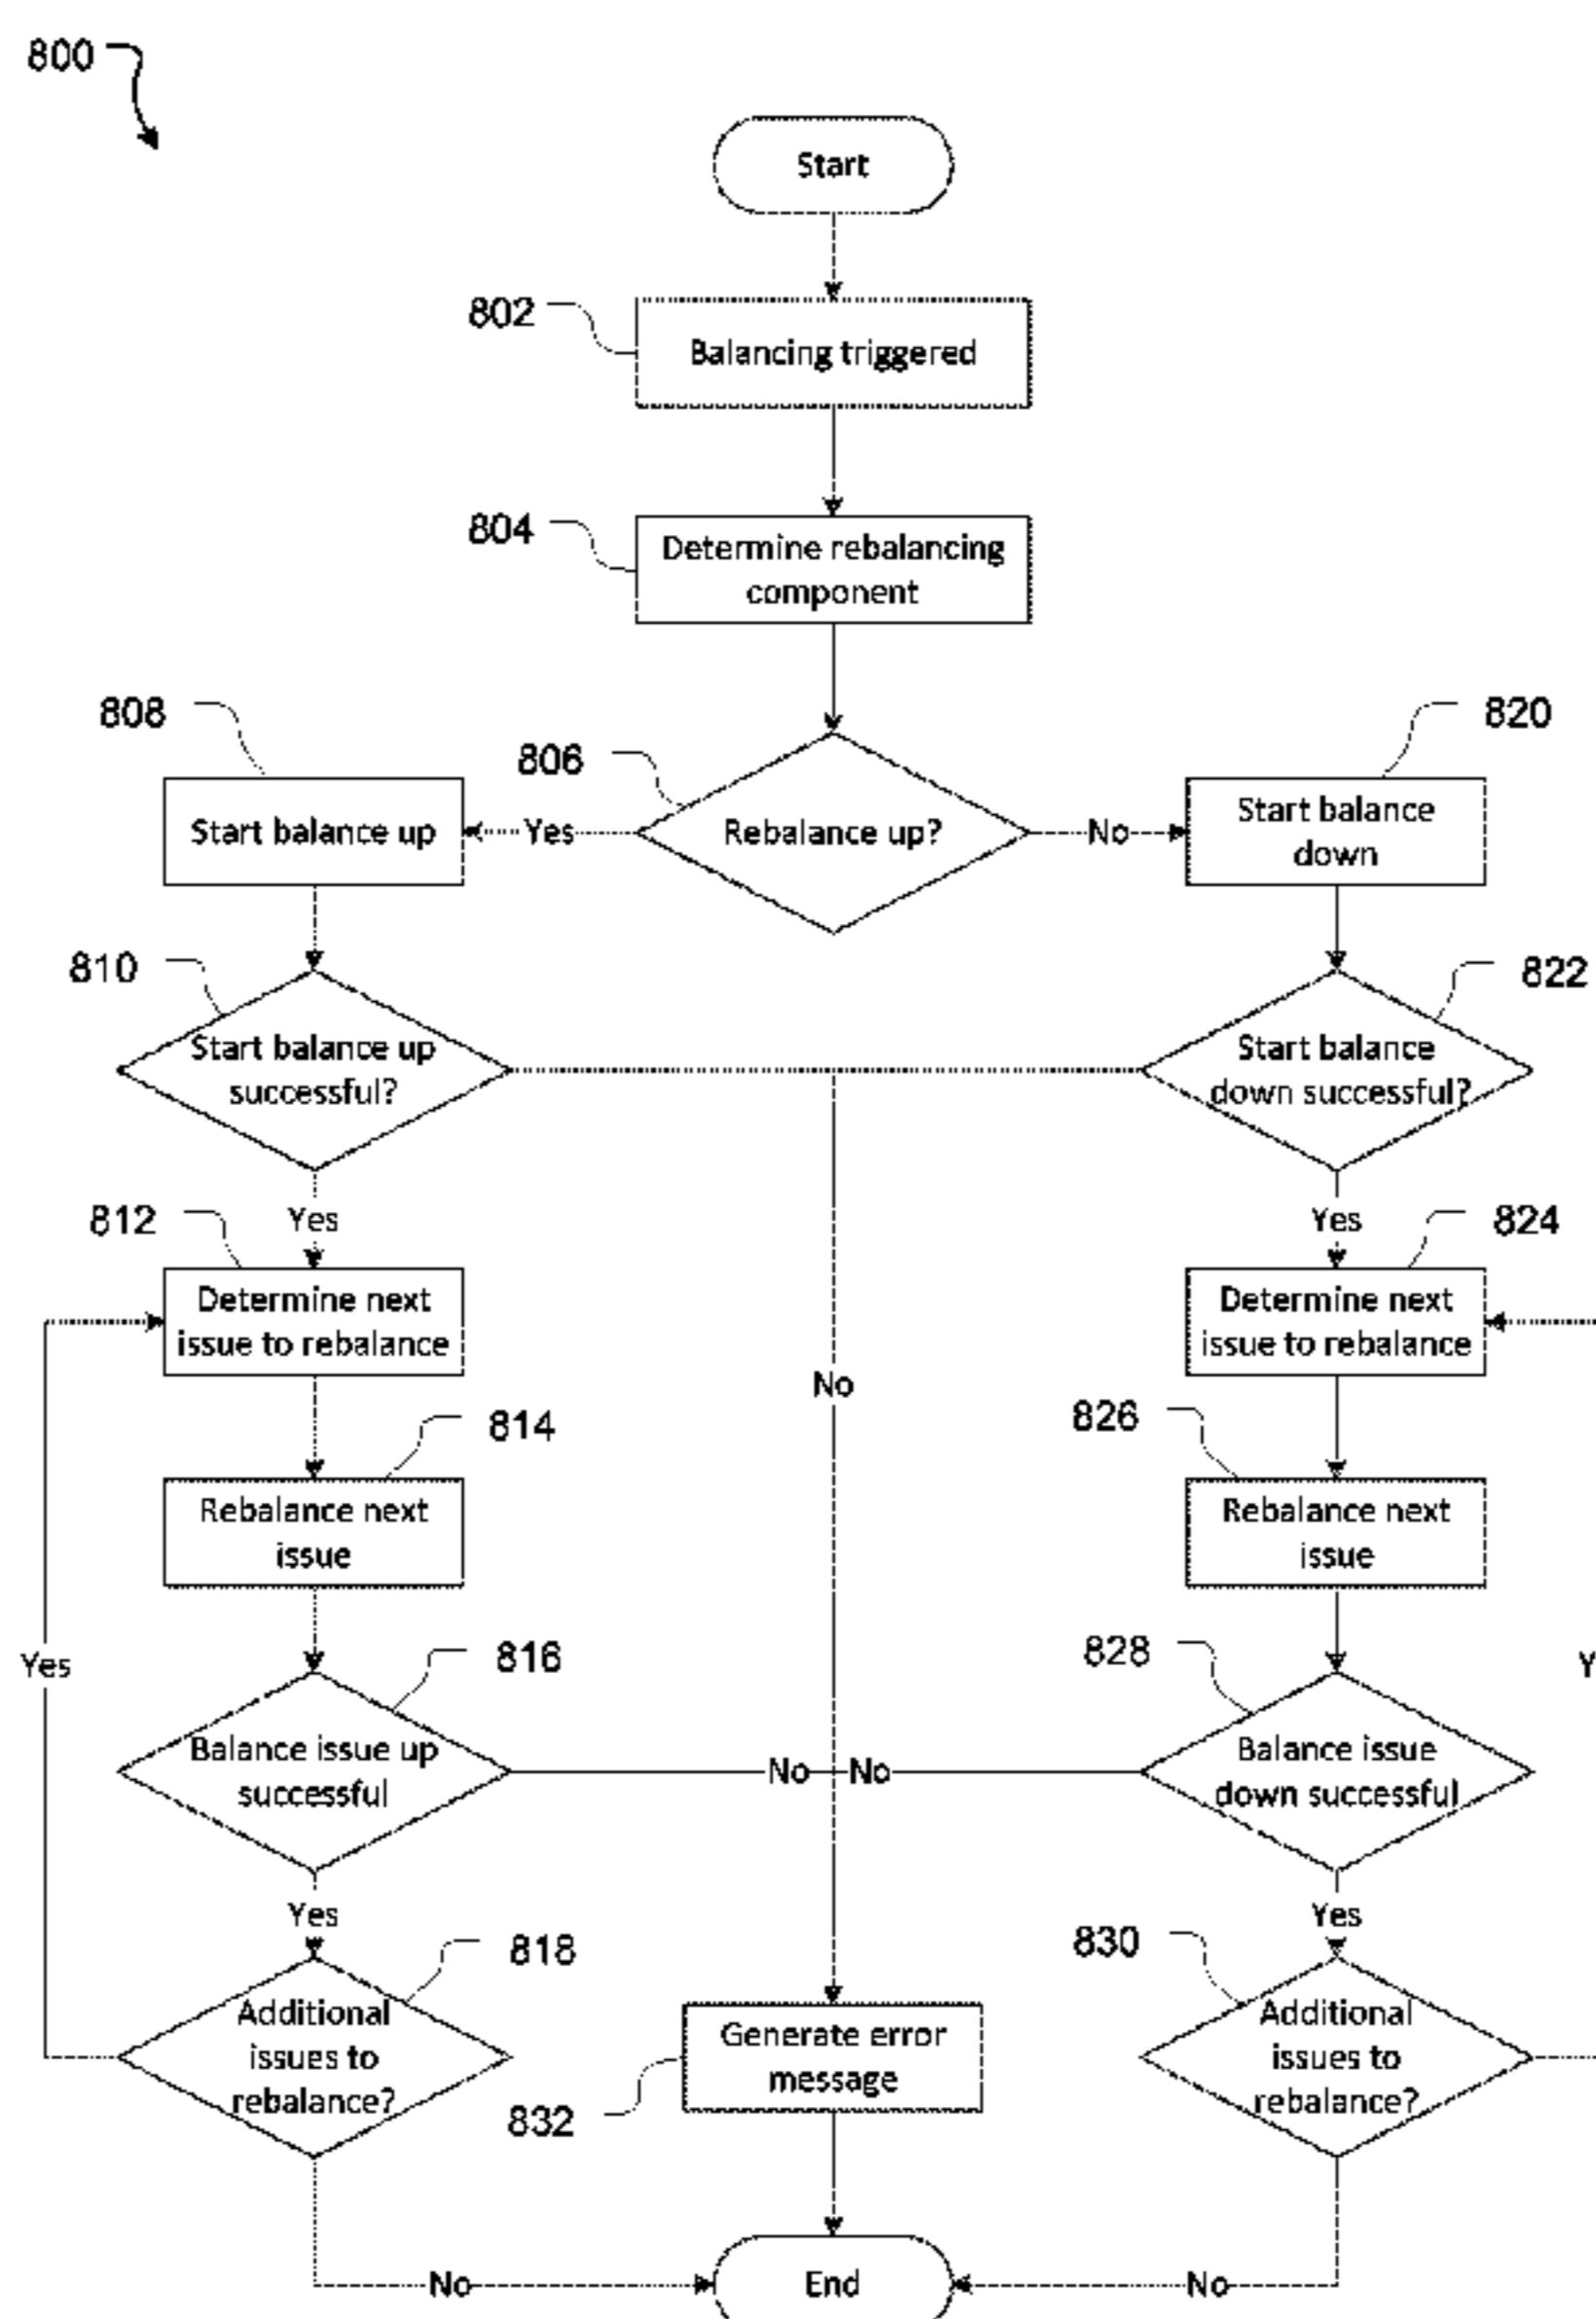 800
Start
802
Balancing triggered
804
Determine rebalancing
component
808
820
806
Start balance up
Yes
Rebalance up?
No
Start balance
down
810
822
Start balance up
successful?
Start balance
down successful?
812
Yes
Yes
824
Determine next
issue to rebalance
Determine next
issue to rebalance
No
814
826
Rebalance next
issue
Rebalance next
issue
Yes
816
828
Balance issue up
successful
No
No
Balance issue
down successful
Yes
Yes
818
830
Additional
issues to
rebalance?
Generate error
message
Additional
issues to
rebalance?
832
No
End
No